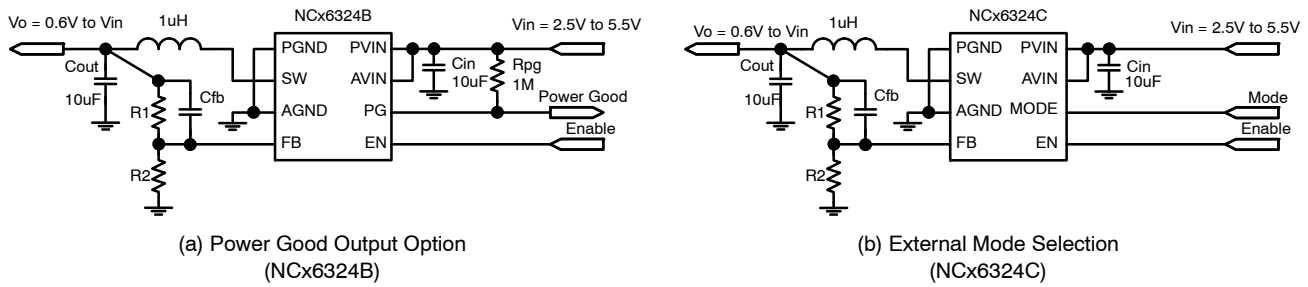 NCx6324B
Vo = 0.6V to Vin
1uH
Vin = 2.5V to 5.5V
PGND
PVIN
Cout
10uF
SW
AVIN
Cin
10uF
Rpg
1M
Cfb
R1
AGND
PG
Power Good
FB
EN
Enable
R2
(a) Power Good Output Option
(NCx6324B)
NCx6324C
Vo = 0.6V to Vin
1uH
Vin = 2.5V to 5.5V
PGND
PVIN
Cout
10uF
SW
AVIN
Cin
10uF
Cfb
R1
AGND
MODE
Mode
FB
EN
Enable
R2
(b) External Mode Selection
(NCx6324C)